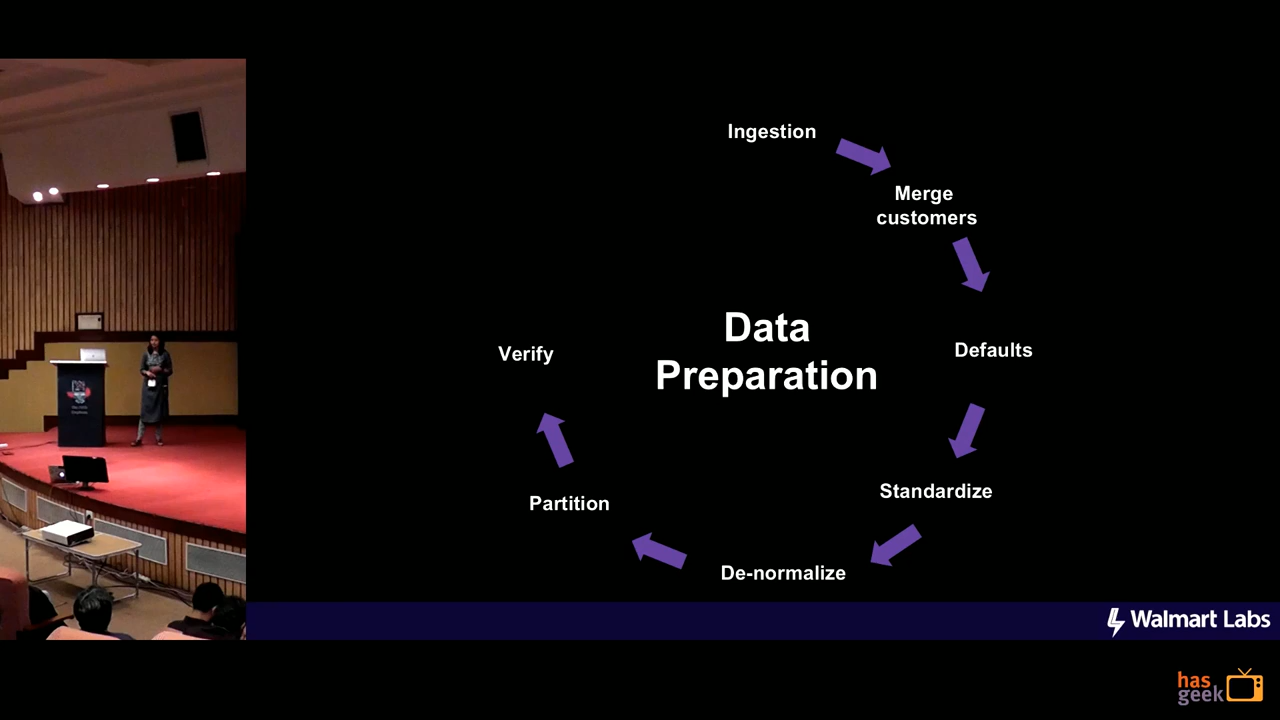 Ingestion
Merge
customers
Defaults
Standardize
De-normalize
Partition
Verify
Data
Preparation
Walmart Labs
has
geek